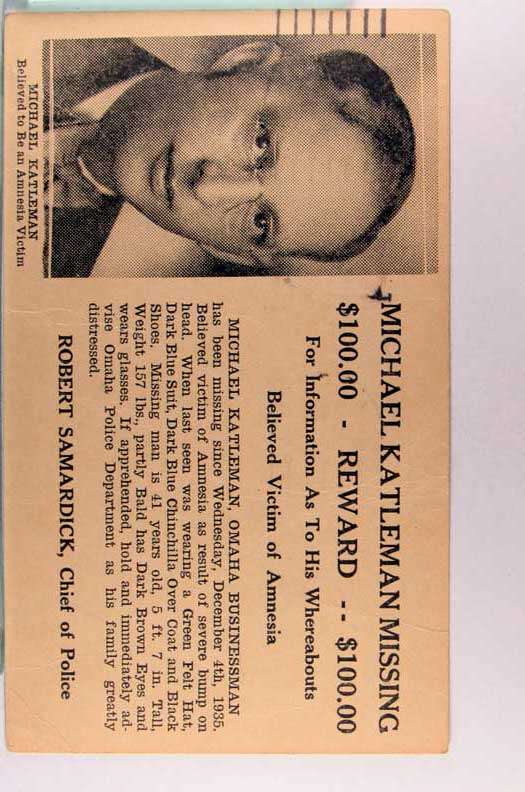 MICHAEL KATLEMAN MISSING
$100.00 - REWARD -- $100.00
For Information As To His Whereabouts
Believed Victim of Amnesia
MICHAEL KATLEMAN, OMAHA BUSINESSMAN
has been missing since Wednesday, December 4th, 1935.
Believed victim of Amnesia as result of severe bump on
head. When last seen was wearing a Green Felt Hat,
Dark Blue Suit, Dark Blue Chinchilla Over Coat and Black
Shoes. Missing man is 41 years old, 5 ft. 7 in. Tall,
Weight 157 lbs., partly Bald has Dark Brown Eyes and
wears glasses. If apprehended, hold and immediately ad-
vise Omaha Police Department as his family greatly
distressed.
ROBERT SAMARDICK, Chief of Police
MICHAEL KATLEMAN
Believed to Be an Amnesia Victim